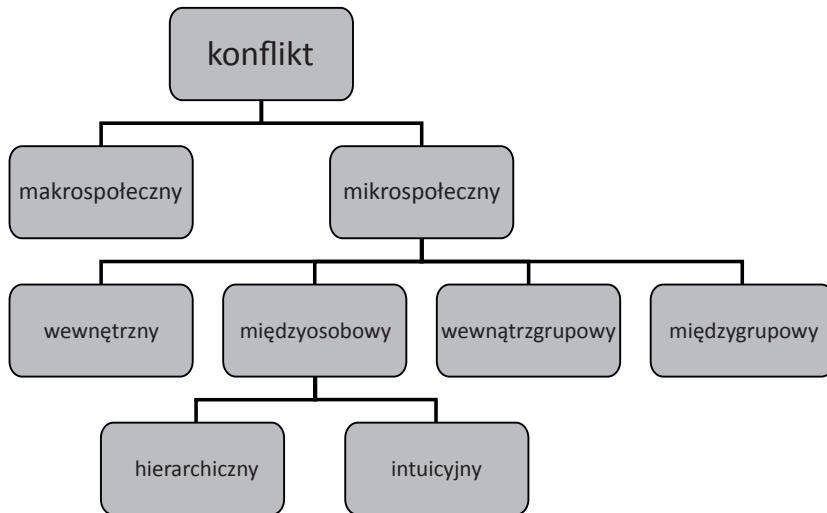 konflikt
makrospołeczny
mikrospołeczny
wewnętrzny
międzyosobowy
wewnątrzgrupowy
międzygrupowy
hierarchiczny
intuicyjny